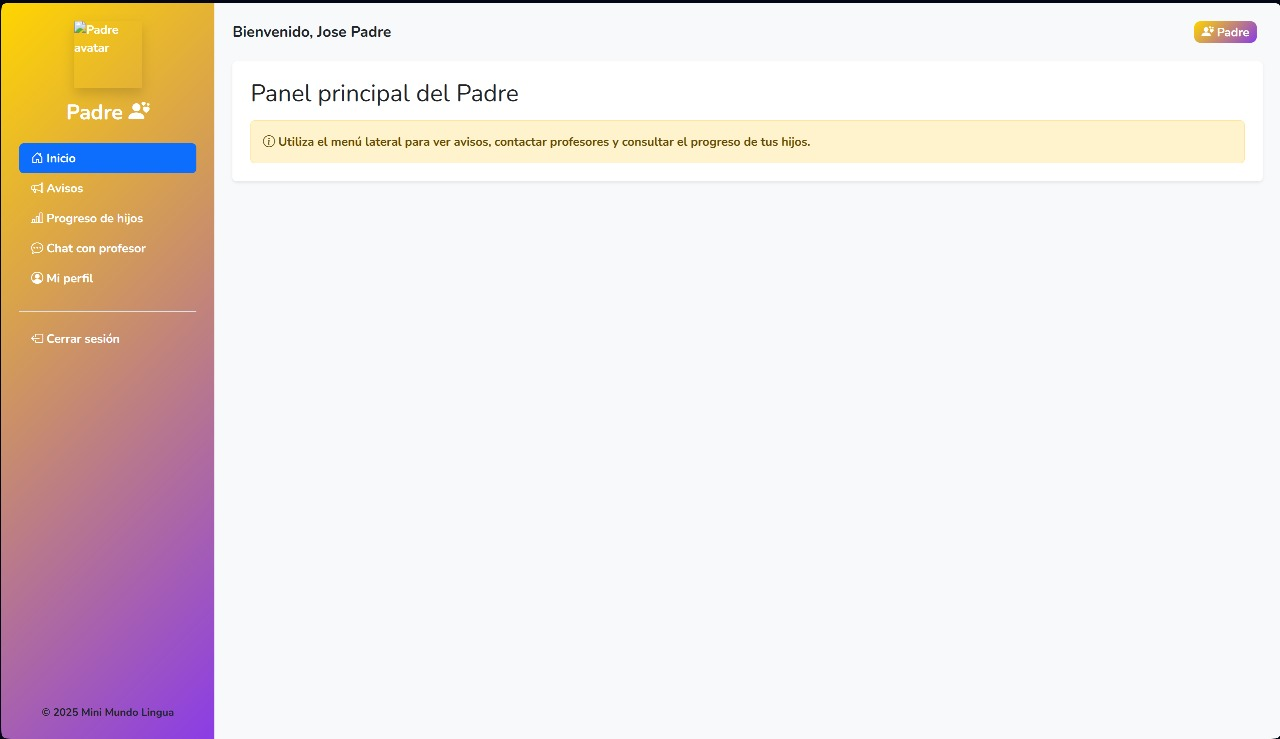 Padre
avatar
Padre
Inicio
Avisos
Progreso de hijos
Chat con profesor
Mi perfil
Cerrar sesión
© 2025 Mini Mundo Lingua
Bienvenido, Jose Padre
Padre
Panel principal del Padre
Utiliza el menú lateral para ver avisos, contactar profesores y consultar el progreso de tus hijos.